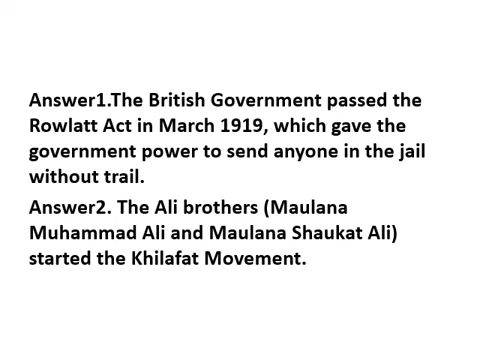 Answer1.The British Government passed the
Rowlatt Act in March 1919, which gave the
government power to send anyone in the jail
without trail.
Answer2. The Ali brothers (Maulana
Muhammad Ali and Maulana Shaukat Ali)
started the Khilafat Movement.